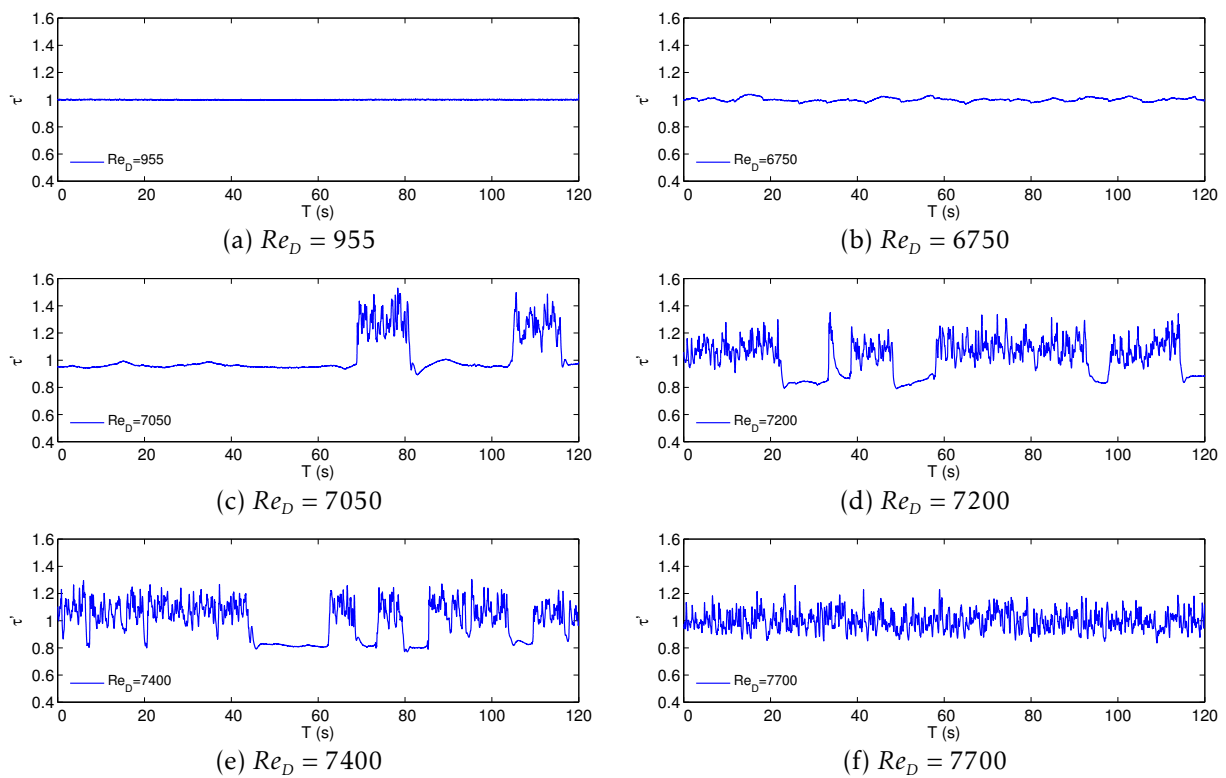 1.6
1.4
1.2
1
0.8
0.6
0.4
τ'
Re_D=955
0 20 40 60 80 100 120
T (s)
(a) Re_D = 955
1.6
1.4
1.2
1
0.8
0.6
0.4
τ'
Re_D=6750
0 20 40 60 80 100 120
T (s)
(b) Re_D = 6750
1.6
1.4
1.2
1
0.8
0.6
0.4
τ'
Re_D=7050
0 20 40 60 80 100 120
T (s)
(c) Re_D = 7050
1.6
1.4
1.2
1
0.8
0.6
0.4
τ'
Re_D=7200
0 20 40 60 80 100 120
T (s)
(d) Re_D = 7200
1.6
1.4
1.2
1
0.8
0.6
0.4
τ'
Re_D=7400
0 20 40 60 80 100 120
T (s)
(e) Re_D = 7400
1.6
1.4
1.2
1
0.8
0.6
0.4
τ'
Re_D=7700
0 20 40 60 80 100 120
T (s)
(f) Re_D = 7700